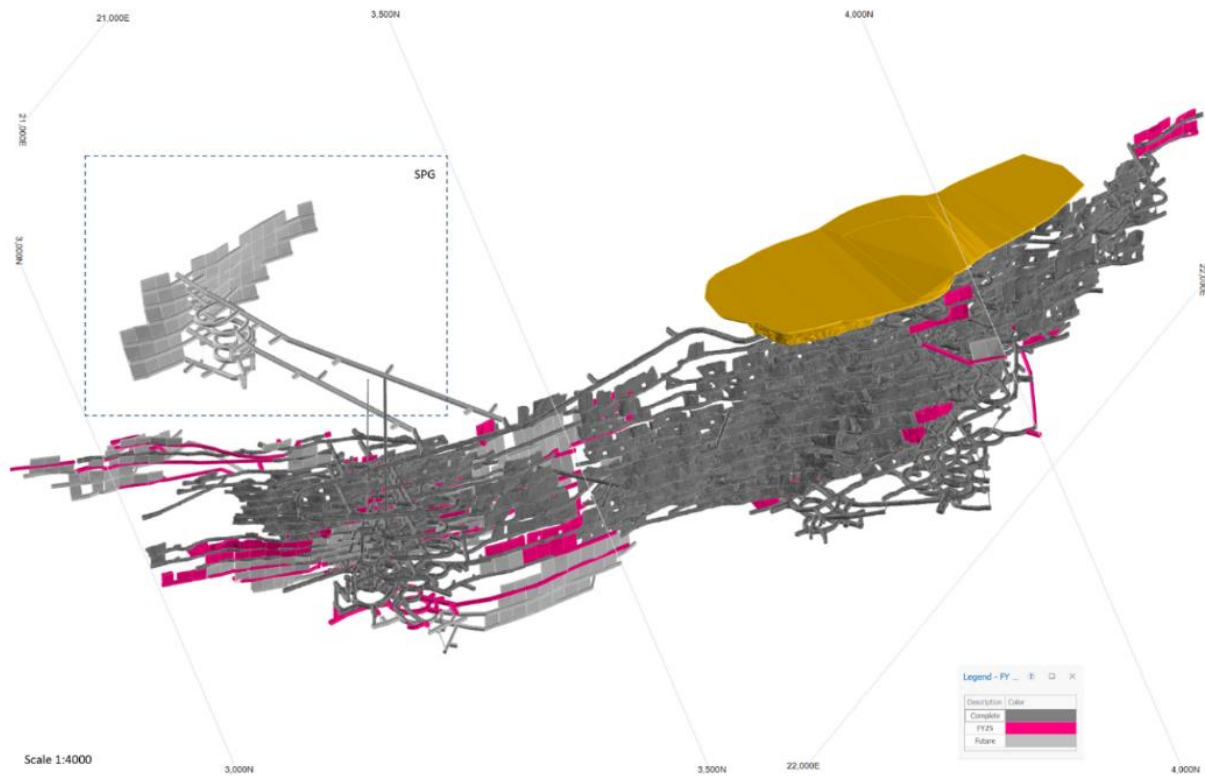 21,000E
3,500N
4,000N
21,000E
SPG
3,000N
22,000E
Legend - FY ...
Description Color
Complete
FY25
Future
Scale 1:4000
3,000N
3,500N
22,000E
4,000N